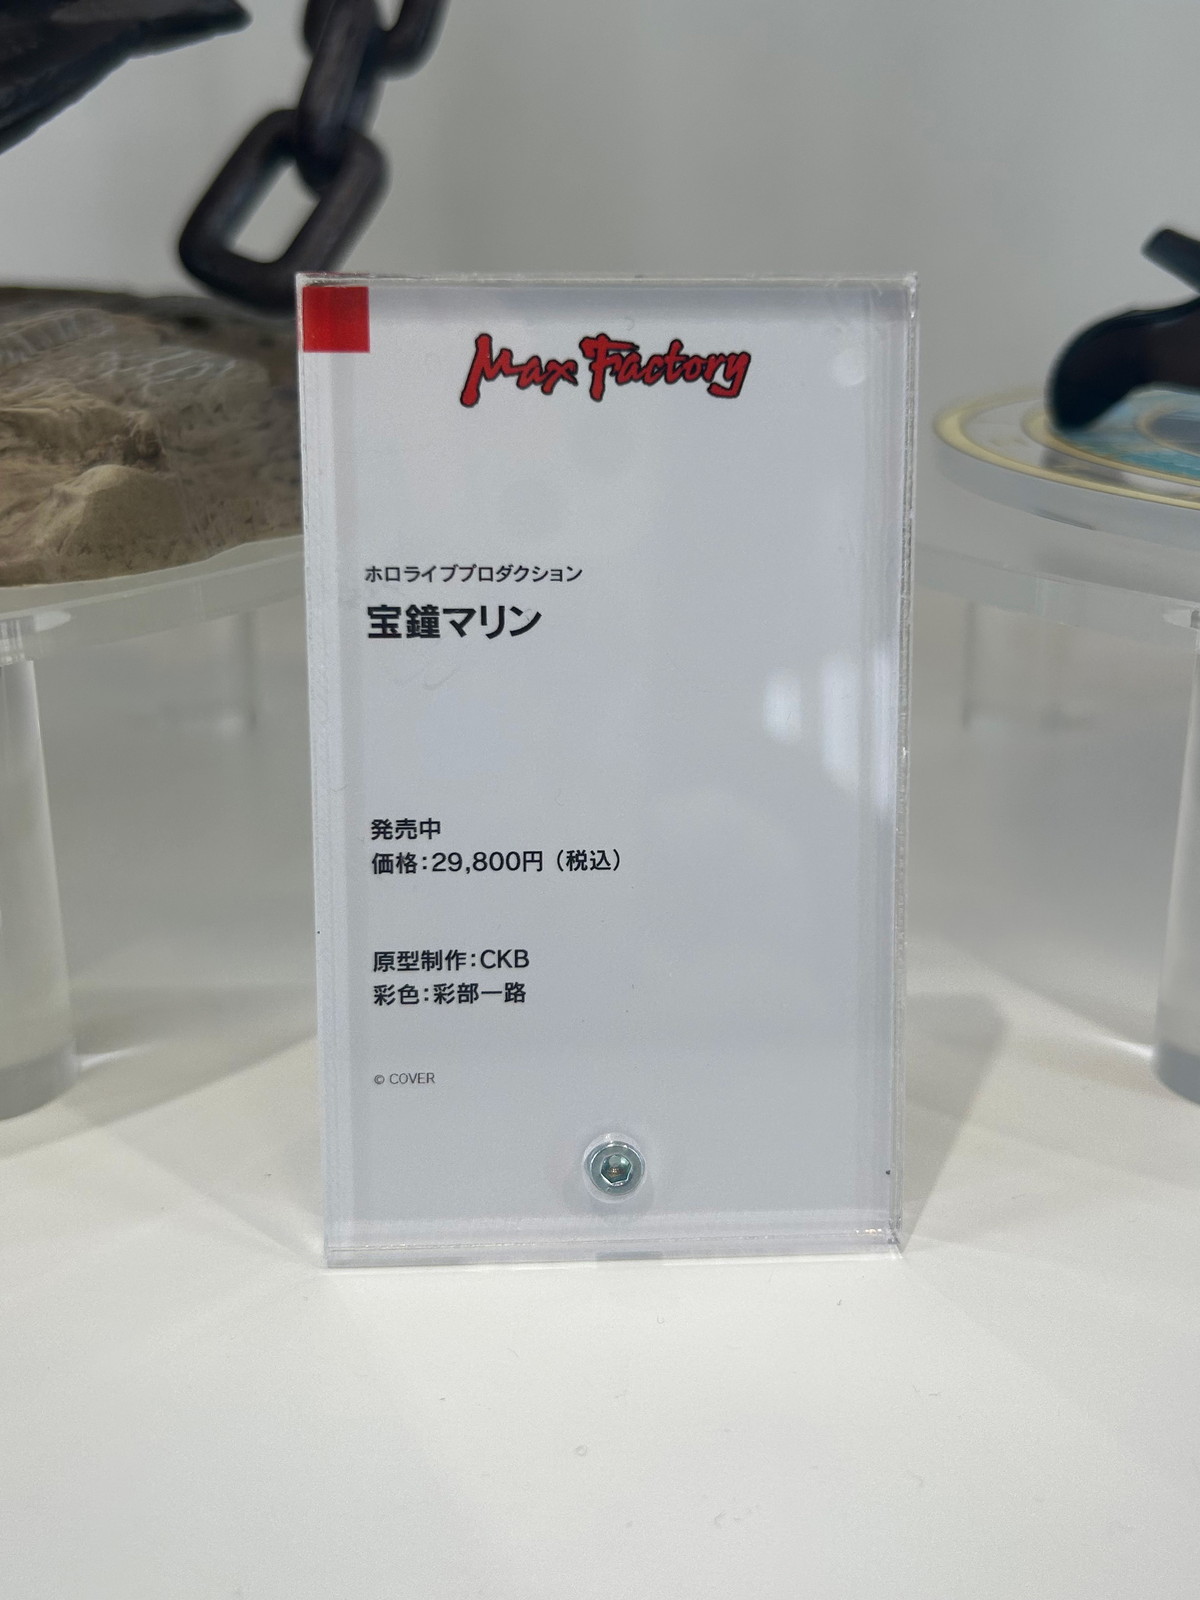 Max Factory
ホロライブプロダクション
宝鐘マリン
発売中
価格：29,800円（税込）
原型制作：CKB
彩色：彩部一路
© COVER